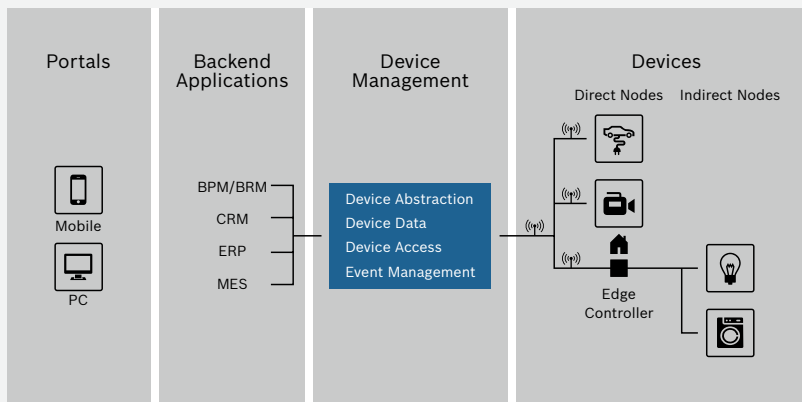 Portals
Mobile
PC
Backend
Applications
BPM/BRM
CRM
ERP
MES
Device
Management
Device Abstraction
Device Data
Device Access
Event Management
Devices
Direct Nodes
Indirect Nodes
Edge
Controller